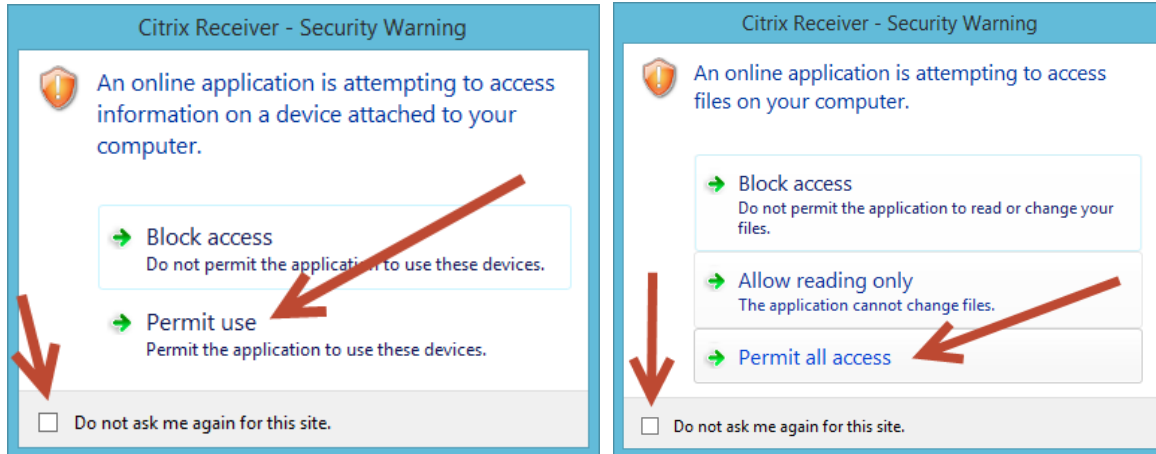 Citrix Receiver - Security Warning
An online application is attempting to access
information on a device attached to your
computer.
Block access
Do not permit the application to use these devices.
Permit use
Permit the application to use these devices.
Do not ask me again for this site.
Citrix Receiver - Security Warning
An online application is attempting to access
files on your computer.
Block access
Do not permit the application to read or change your
files.
Allow reading only
The application cannot change files.
Permit all access
Do not ask me again for this site.